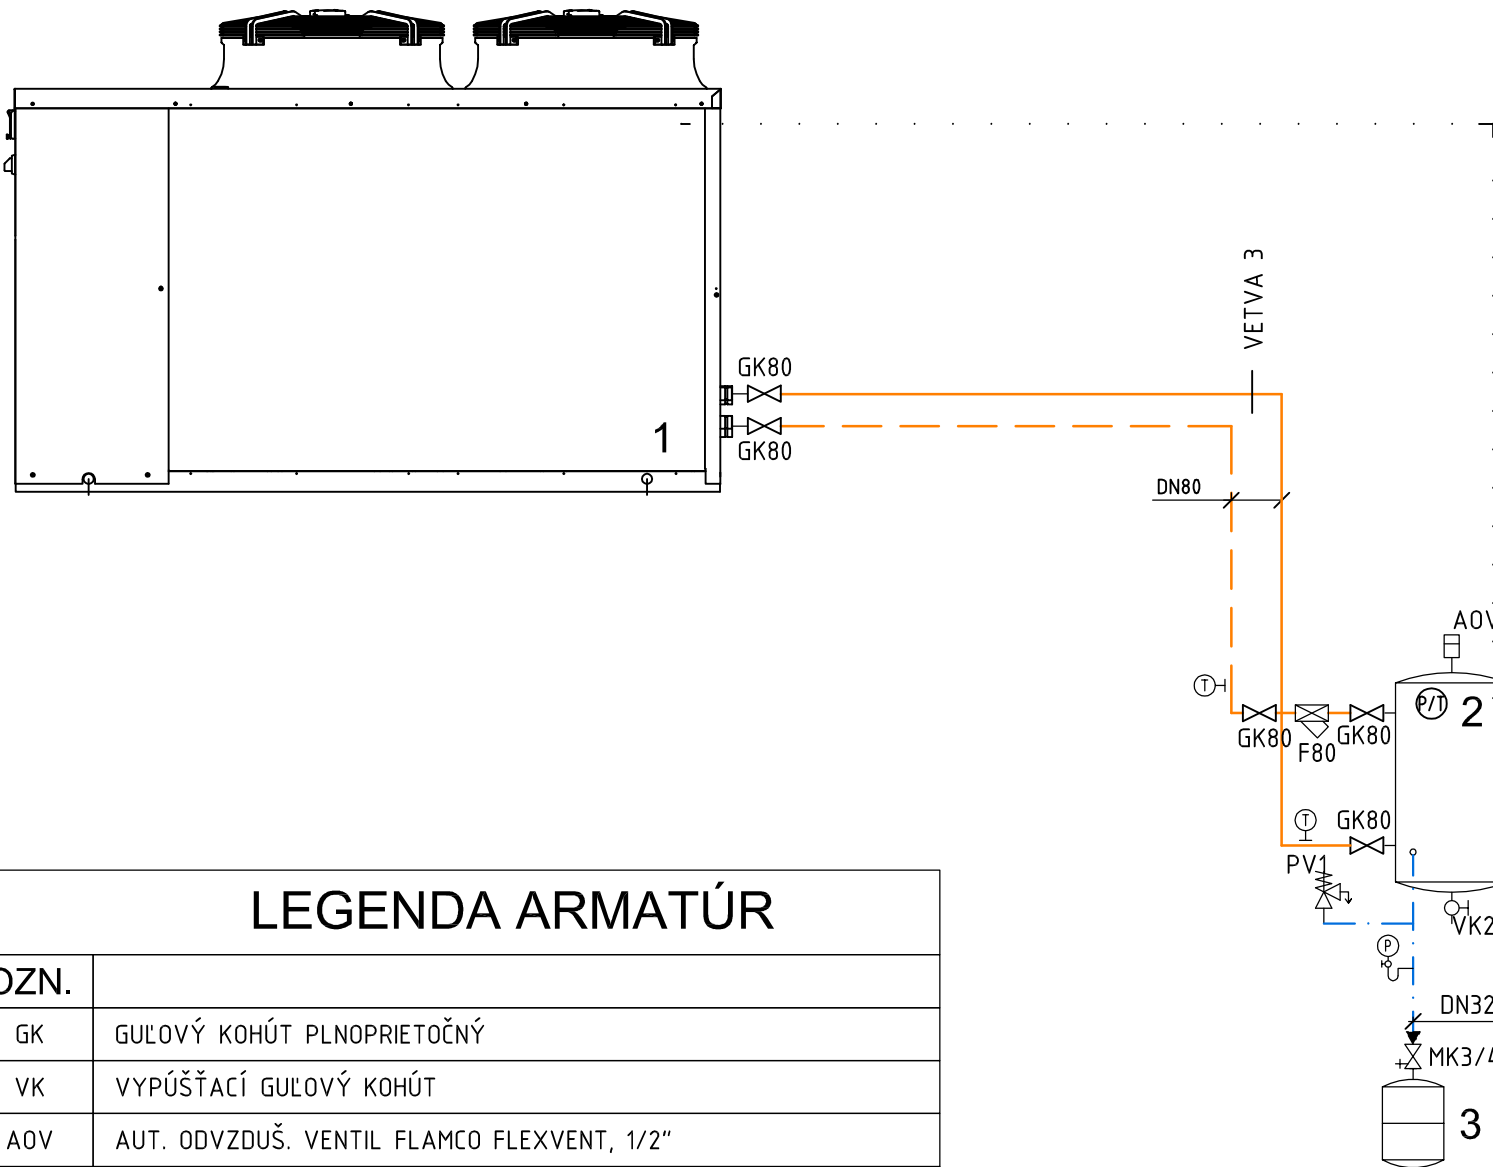 VETVA 3
GK80
1
GK80
DN80
AOV
T
P/T
2
GK80
F80
GK80
T
GK80
PV1
VK2
P
DN32
MK3/4
3
LEGENDA ARMATÚR
OZN.
GK GUĽOVÝ KOHÚT PLNOPRIETOČNÝ
VK VYPÚŠŤACÍ GUĽOVÝ KOHÚT
AOV AUT. ODVZDUŠ. VENTIL FLAMCO FLEXVENT, 1/2"